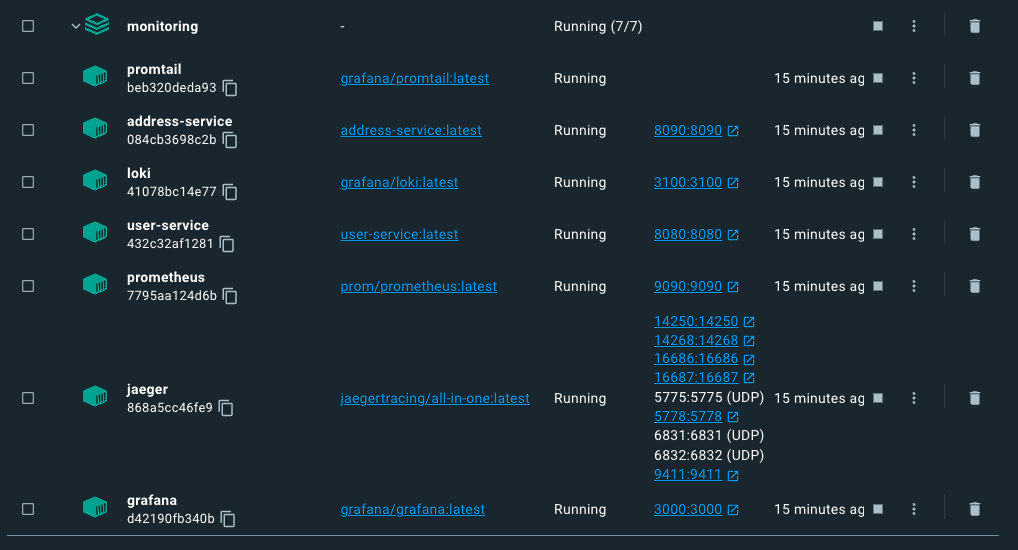 monitoring - Running (7/7)
promtail
beb320deda93
grafana/promtail:latest Running 15 minutes ag
address-service
084cb3698c2b
address-service:latest Running 8090:8090 15 minutes ag
loki
41078bc14e77
grafana/loki:latest Running 3100:3100 15 minutes ag
user-service
432c32af1281
user-service:latest Running 8080:8080 15 minutes ag
prometheus
7795aa124d6b
prom/prometheus:latest Running 9090:9090 15 minutes ag
jaeger
868a5cc46fe9
jaegertracing/all-in-one:latest Running
14250:14250
14268:14268
16686:16686
16687:16687
5775:5775 (UDP)
5778:5778
6831:6831 (UDP)
6832:6832 (UDP)
9411:9411
15 minutes ag
grafana
d42190fb340b
grafana/grafana:latest Running 3000:3000 15 minutes ag